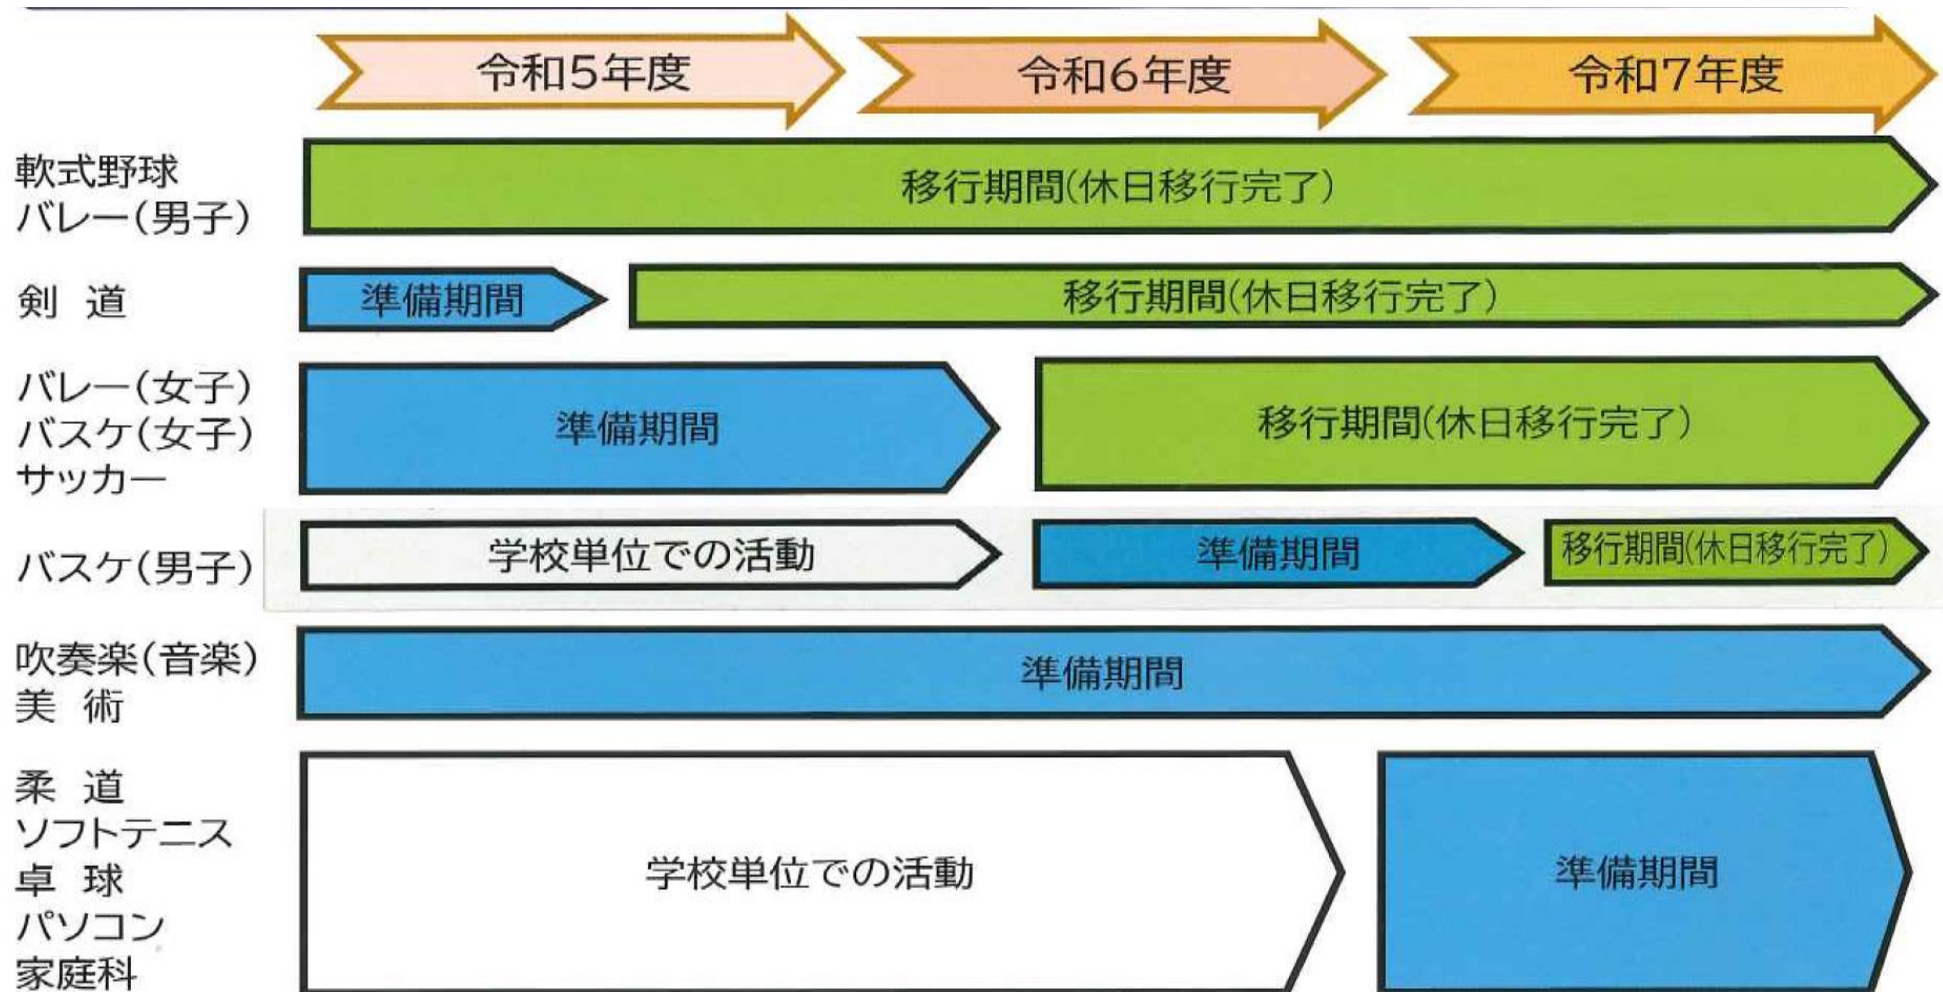 令和5年度
令和6年度
令和7年度
軟式野球
バレー(男子)
移行期間(休日移行完了)
剣 道
準備期間
移行期間(休日移行完了)
バレー(女子)
バスケ(女子)
サッカー
準備期間
移行期間(休日移行完了)
バスケ(男子)
学校単位での活動
準備期間
移行期間(休日移行完了)
吹奏楽(音楽)
美 術
準備期間
柔 道
ソフトテニス
卓 球
パソコン
家庭科
学校単位での活動
準備期間